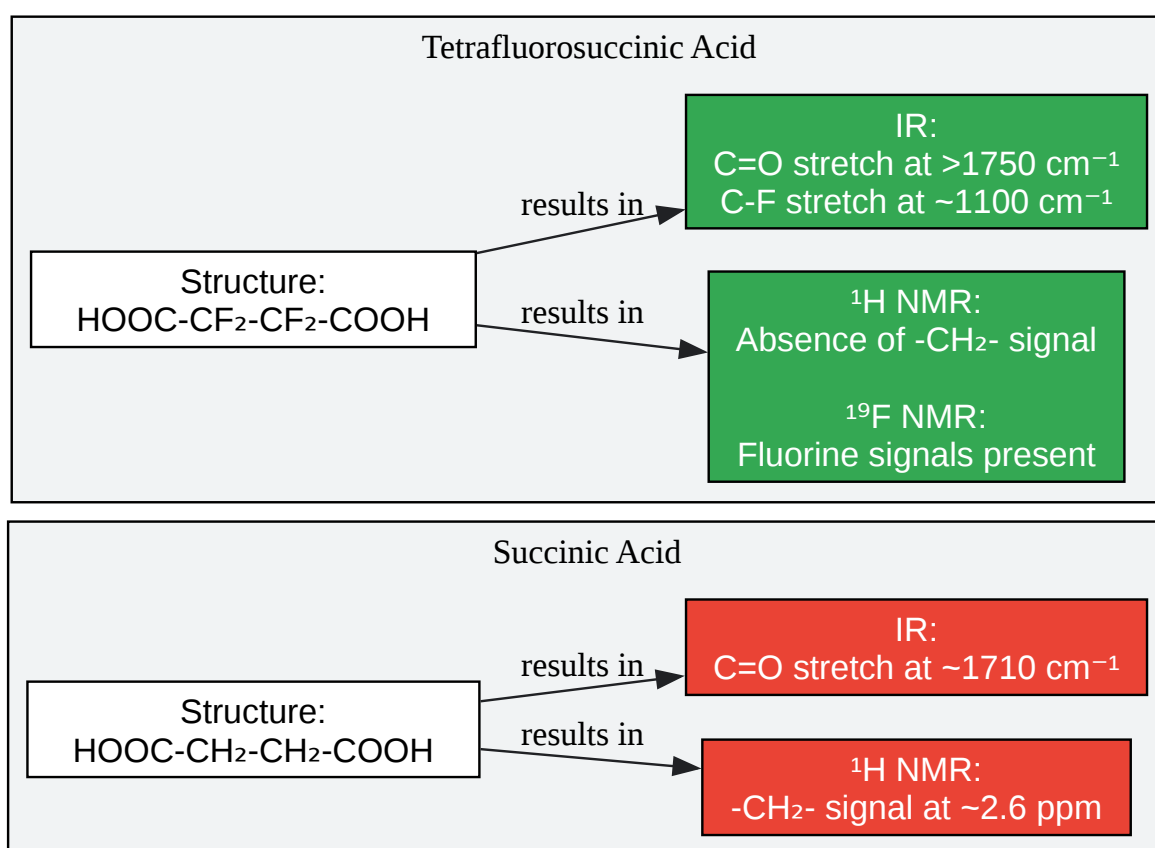 Tetrafluorosuccinic Acid
IR:
C=O stretch at >1750 cm⁻¹
C-F stretch at ~1100 cm⁻¹
results in
Structure:
HOOC-CF₂-CF₂-COOH
results in
¹H NMR:
Absence of -CH₂- signal
¹⁹F NMR:
Fluorine signals present
Succinic Acid
IR:
C=O stretch at ~1710 cm⁻¹
results in
Structure:
HOOC-CH₂-CH₂-COOH
results in
¹H NMR:
-CH₂- signal at ~2.6 ppm